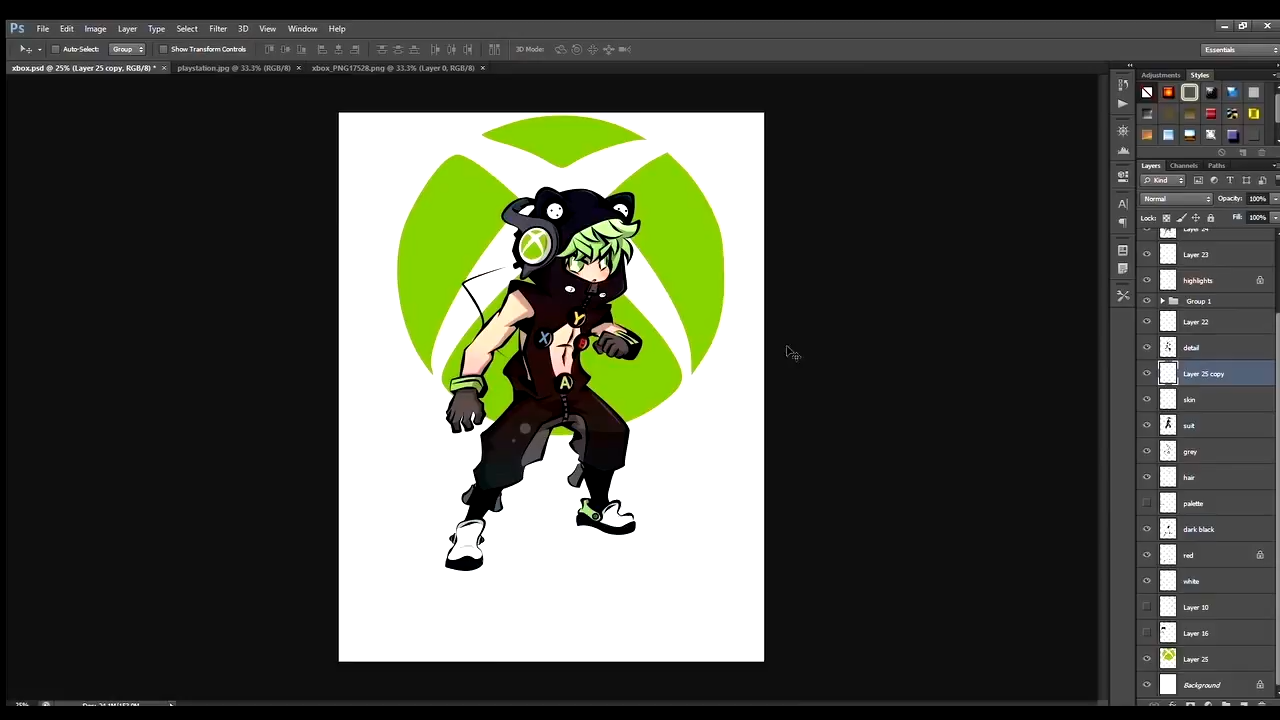 Ps File Edit Image Layer Type Select Filter 3D View Window Help
Auto-Select: Group Show Transform Controls 3D Mode: Essentials
xbox.psd @ 25% (Layer 25 copy, RGB/8) * × playstation.jpg @ 33.3% (RGB/8) × xbox_PNG17528.png @ 33.3% (Layer 0, RGB/8) ×
Adjustments Styles
Layers Channels Paths
Kind
Normal Opacity: 100%
Lock: Fill: 100%
Layer 24
Layer 23
highlights
Group 1
Layer 22
detail
Layer 25 copy
skin
suit
grey
hair
palette
dark black
red
white
Layer 10
Layer 16
Layer 25
Background
Y
X
B
A
25%